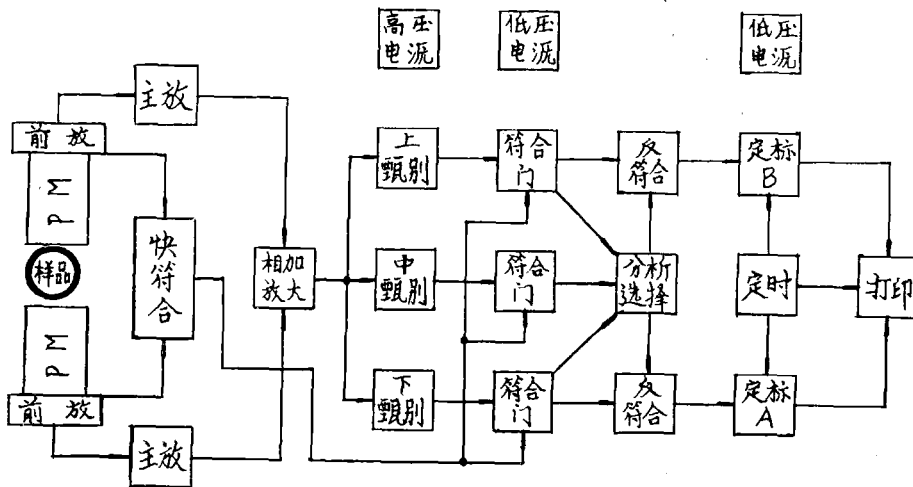 高压
电源
低压
电源
低压
电源
主放
前放
PM
样品
PM
前放
主放
快
符
合
相加
放大
上
甄别
中
甄别
下
甄别
符合
门
符合
门
符合
门
反
符合
分析
选择
反
符合
定标
B
定时
定标
A
打印